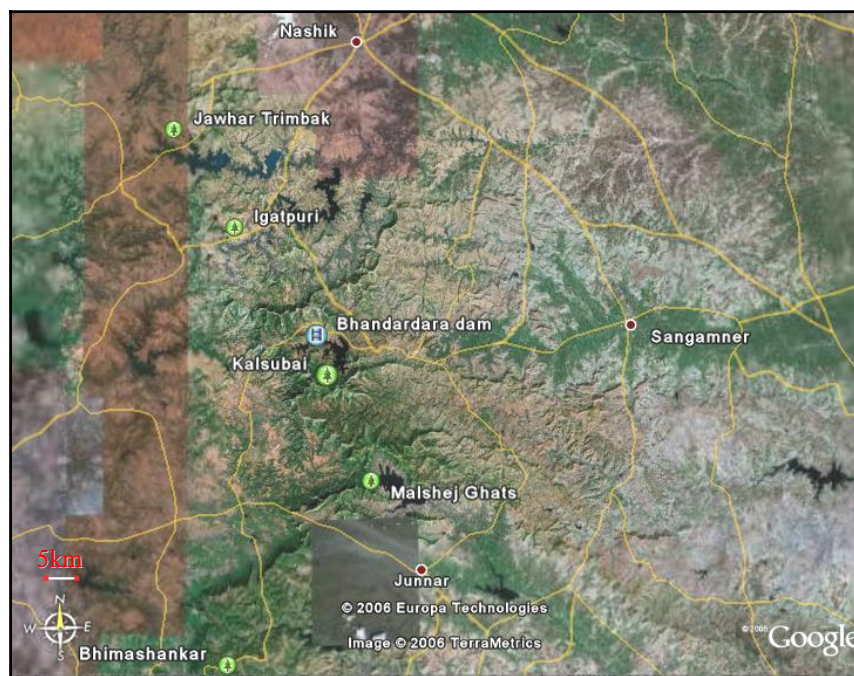 Nashik
Jawhar Trimbak
Igatpuri
Bhandardara dam
Sangamner
Kalsubai
Malshej Ghats
5km
Junnar
N
W E
S
© 2006 Europa Technologies
Image © 2006 TerraMetrics
© 2005 Google
Bhimashankar